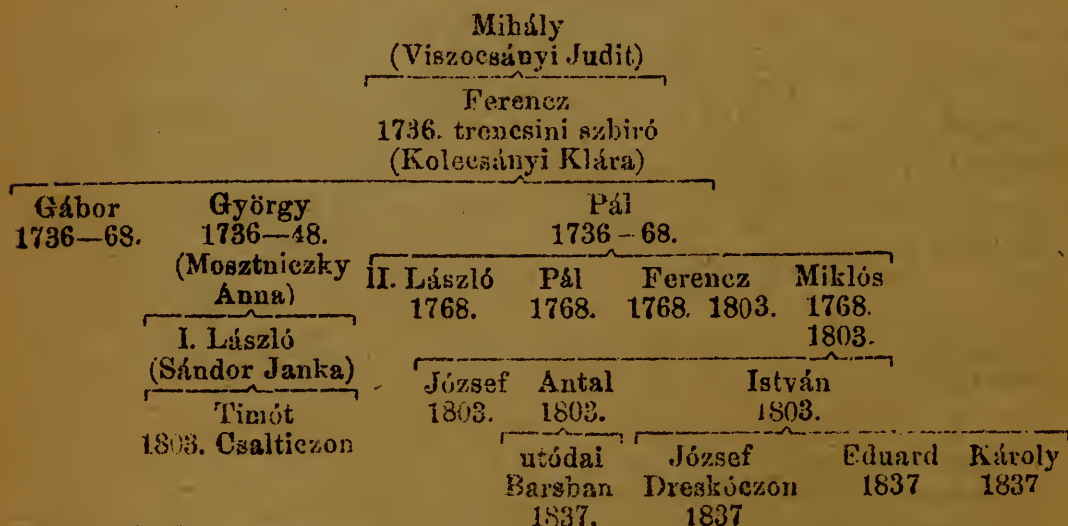 Mihály
(Viszocsányi Judit)
Ferencz
1736. trencsini szbiró
(Kolecsányi Klára)
Gábor György Pál
1736—68. 1736—48. 1736–68.
(Mosztniczky
Anna)
II. László Pál Ferencz Miklós
1768. 1768. 1768. 1803. 1768.
1803.
I. László
(Sándor Janka)
József Antal István
1803. 1803. 1803.
Timót
1803. Csalticzon
utódai József Eduard Károly
Barsban Dreskóczon 1837 1837
1837. 1837